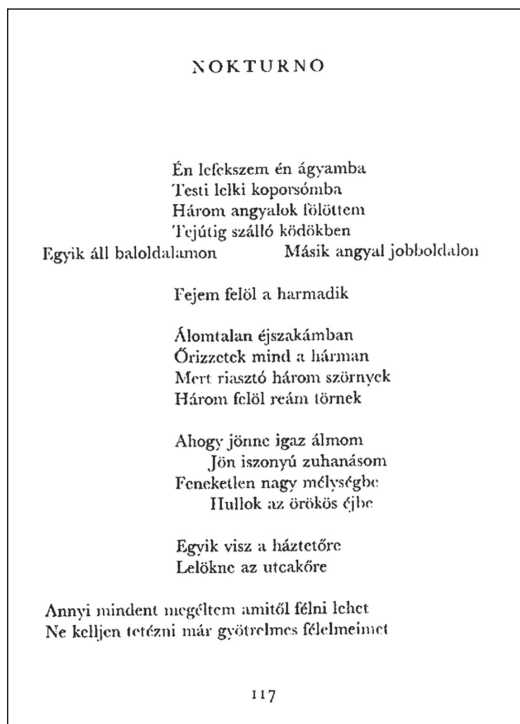 NOKTURNO
Én lefekszem én ágyamba
Testi lelki koporsómba
Három angyalok fölöttem
Tejútig szálló ködökben
Egyik áll baloldalamon Másik angyal jobboldalon
Fejem felöl a harmadik
Álomtalan éjszakámban
Őrizzetek mind a hárman
Mert riasztó három szörnyek
Három felöl reám törnek
Ahogy jönne igaz álmom
Jön iszonyú zuhanásom
Feneketlen nagy mélységbe
Hullok az örökös éjbe
Egyik visz a háztetőre
Lelökne az utcakőre
Annyi mindent megéltem amitől félni lehet
Ne kelljen tetézni már gyötrelmes félelmeimet
117